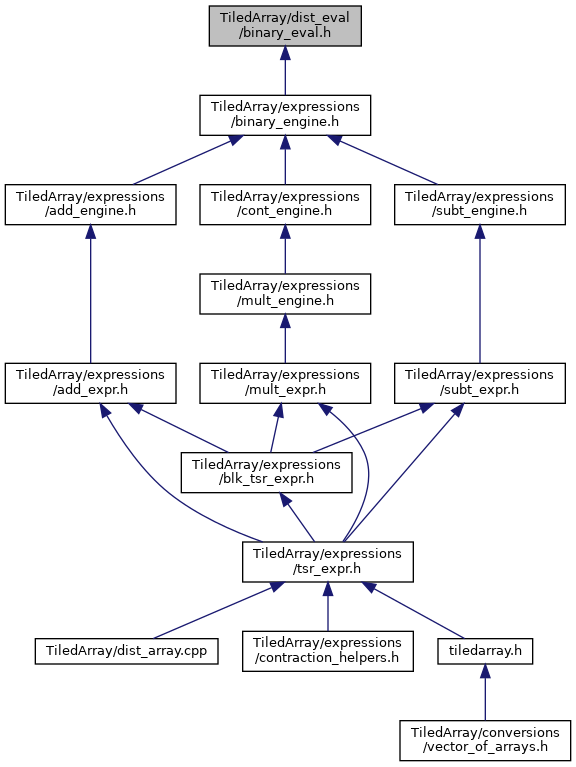 TiledArray/dist_eval
/binary_eval.h
TiledArray/expressions
/binary_engine.h
TiledArray/expressions
/add_engine.h
TiledArray/expressions
/cont_engine.h
TiledArray/expressions
/subt_engine.h
TiledArray/expressions
/mult_engine.h
TiledArray/expressions
/add_expr.h
TiledArray/expressions
/mult_expr.h
TiledArray/expressions
/subt_expr.h
TiledArray/expressions
/blk_tsr_expr.h
TiledArray/expressions
/tsr_expr.h
TiledArray/dist_array.cpp
TiledArray/expressions
/contraction_helpers.h
tiledarray.h
TiledArray/conversions
/vector_of_arrays.h